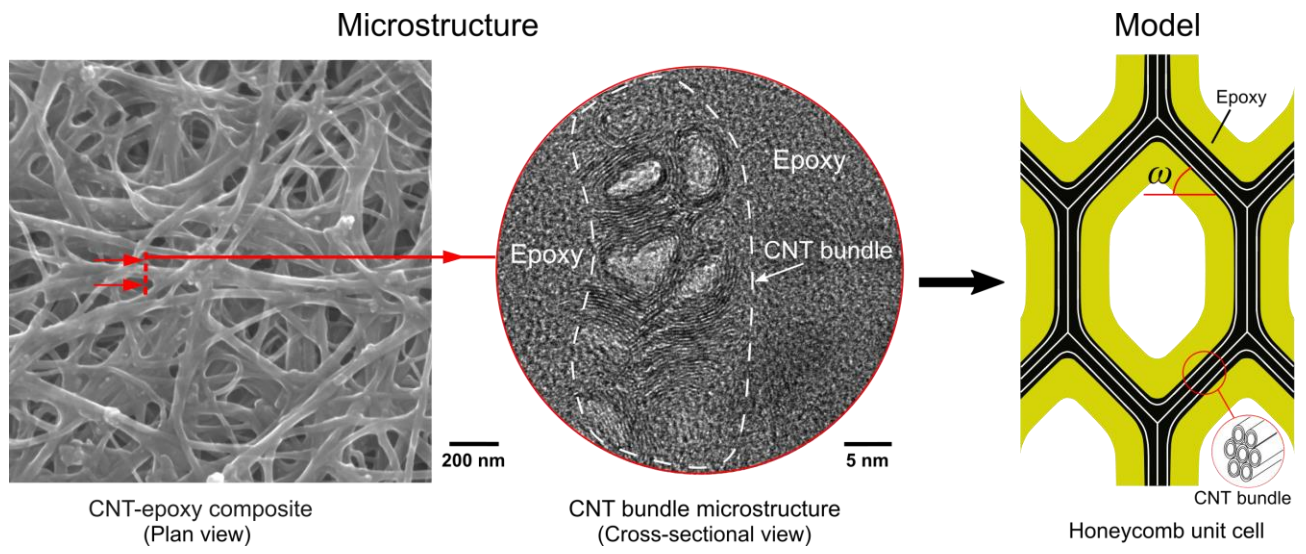 Microstructure
Model
Epoxy
ω
Epoxy
Epoxy
CNT bundle
200 nm
5 nm
CNT bundle
CNT-epoxy composite
(Plan view)
CNT bundle microstructure
(Cross-sectional view)
Honeycomb unit cell